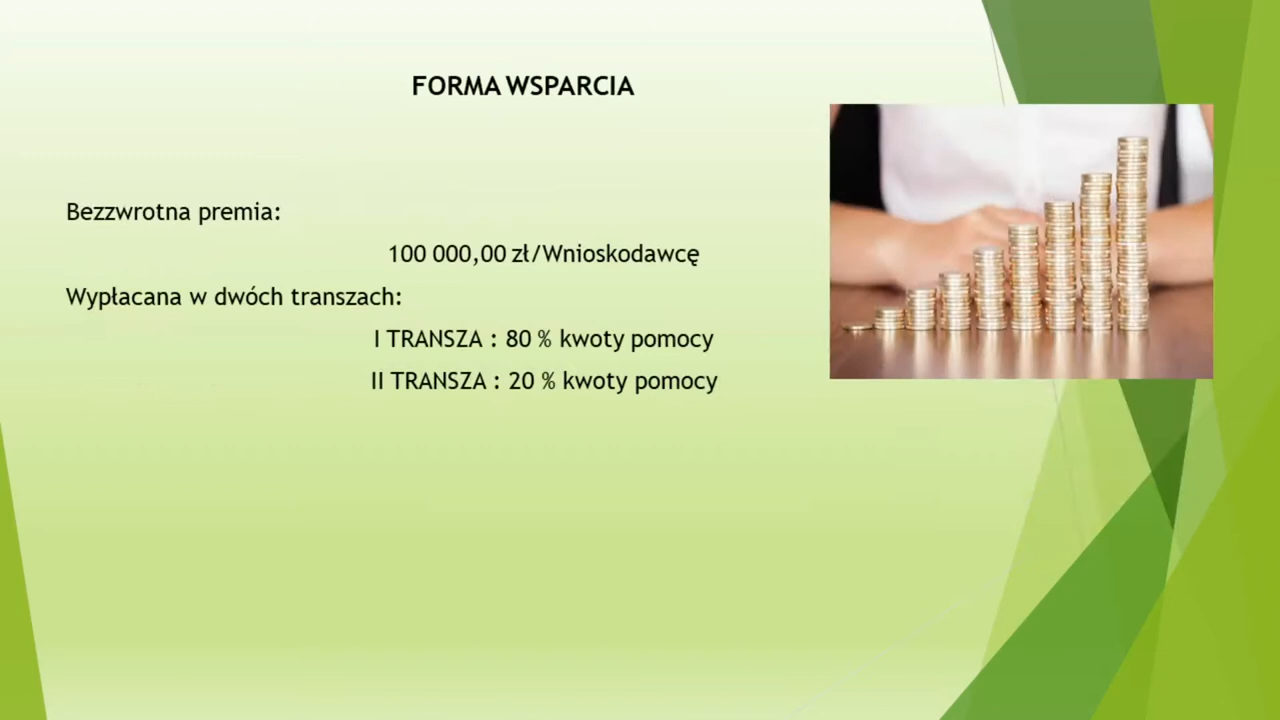 FORMA WSPARCIA
Bezzwrotna premia:
100 000,00 zł/Wnioskodawcę
Wypłacana w dwóch transzach:
I TRANSZA : 80 % kwoty pomocy
II TRANSZA : 20 % kwoty pomocy